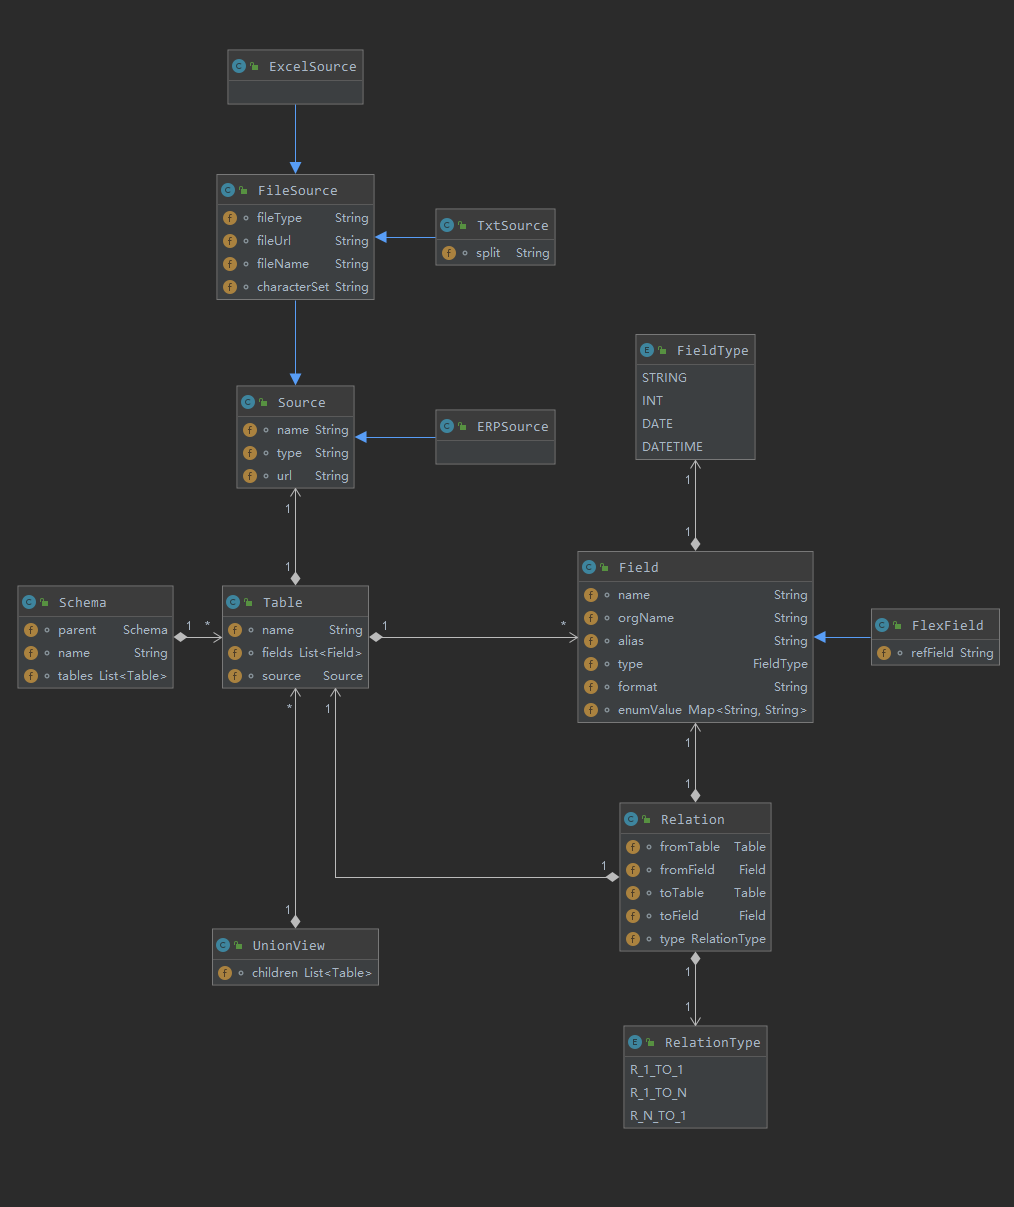 ExcelSource
FileSource
fileType String
fileUrl String
fileName String
characterSet String
TxtSource
split String
FieldType
STRING
INT
DATE
DATETIME
Source
name String
type String
url String
ERPSource
1
1
1
1
Schema
parent Schema
name String
tables List<Table>
1 *
Table
name String
fields List<Field>
source Source
1 *
Field
name String
orgName String
alias String
type FieldType
format String
enumValue Map<String, String>
FlexField
refField String
* 1
1
1
Relation
fromTable Table
fromField Field
toTable Table
toField Field
type RelationType
1
1
UnionView
children List<Table>
1
1
RelationType
R_1_TO_1
R_1_TO_N
R_N_TO_1